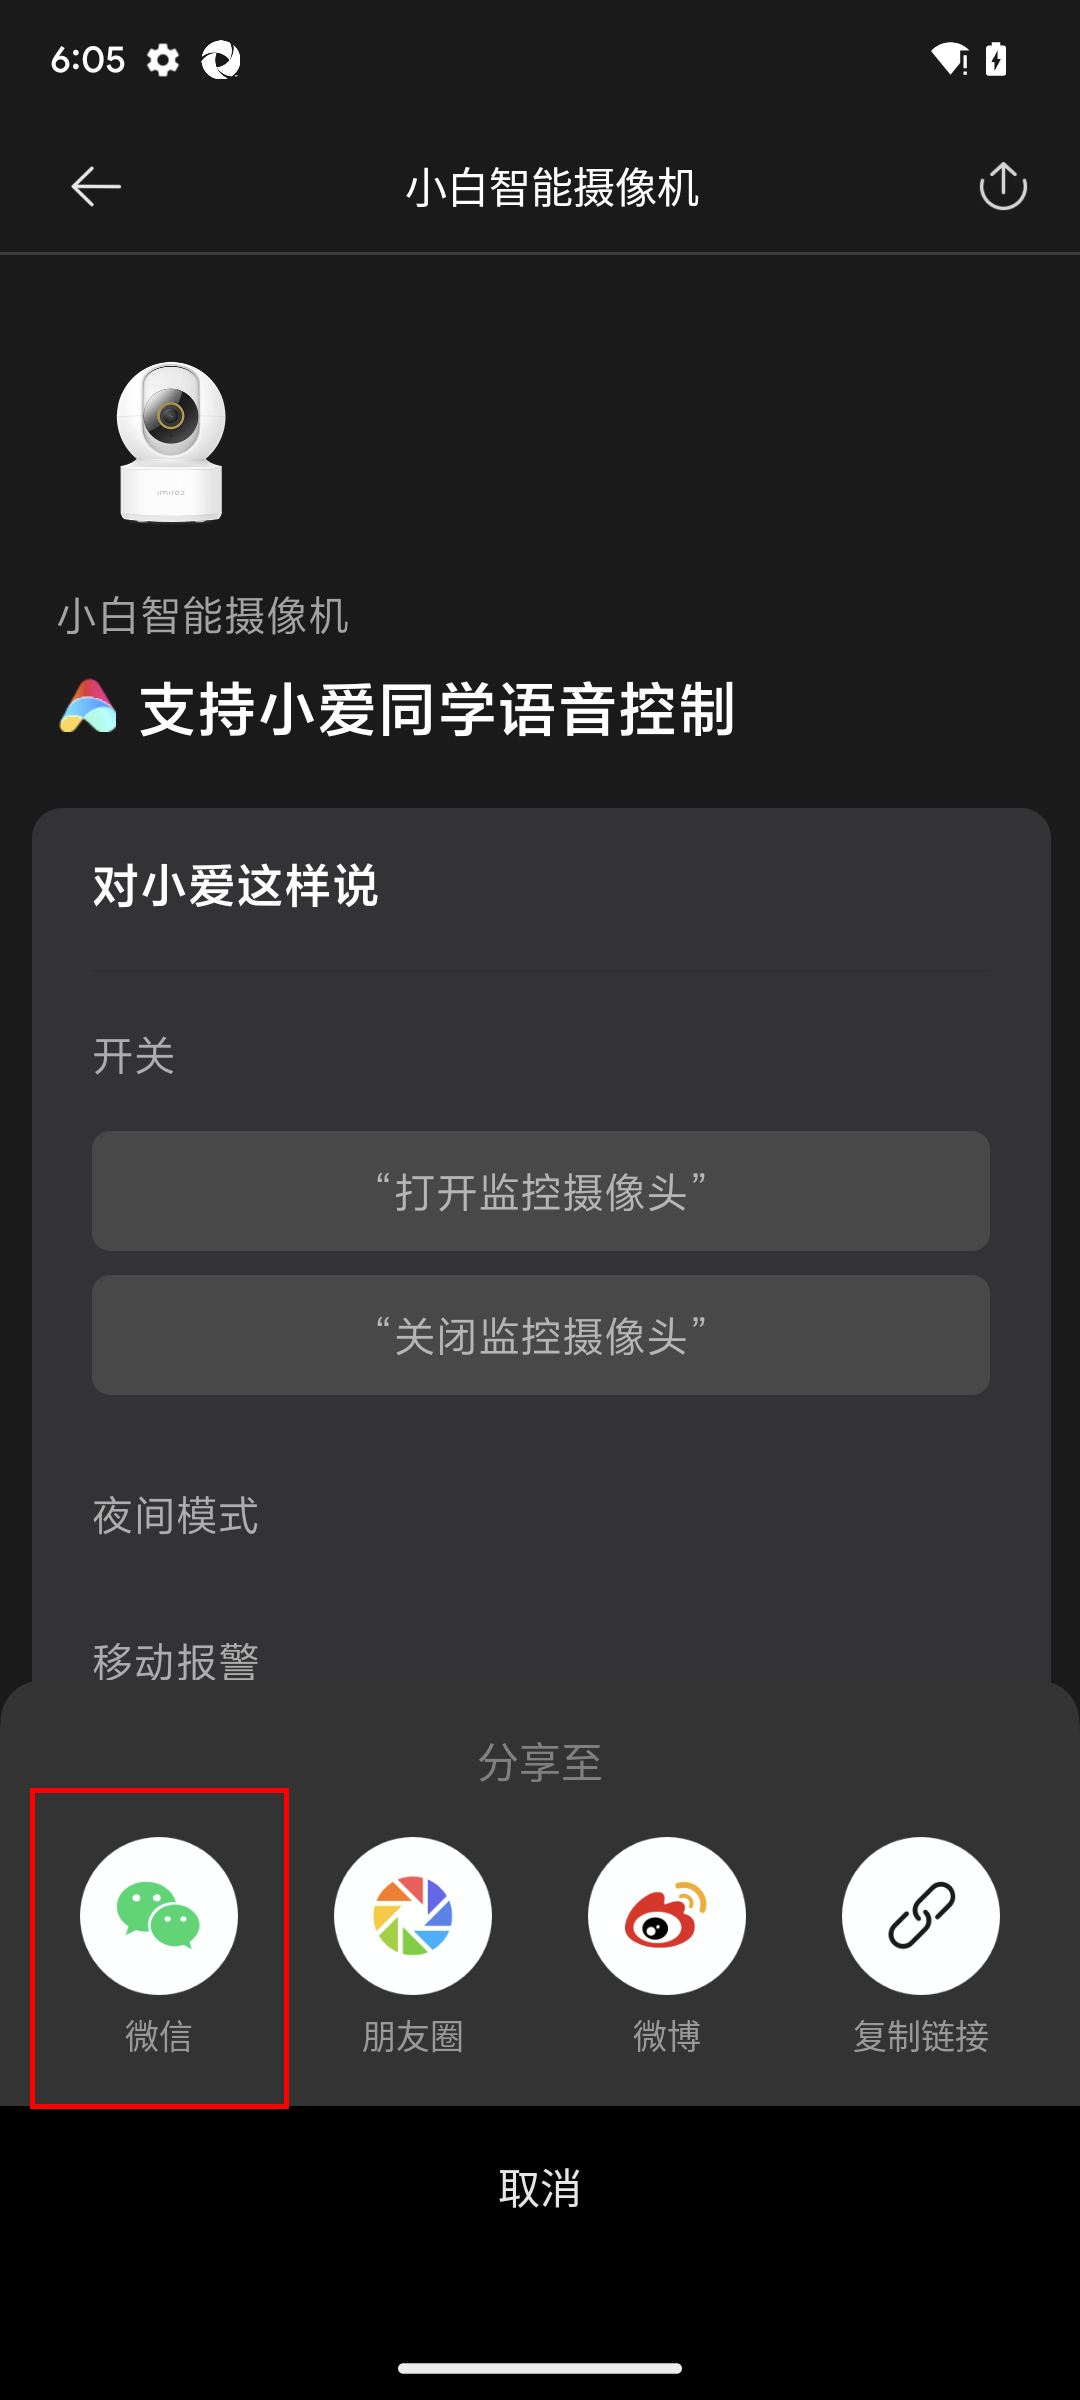 6:05
小白智能摄像机
小白智能摄像机
支持小爱同学语音控制
对小爱这样说
开关
“打开监控摄像头”
“关闭监控摄像头”
夜间模式
移动报警
分享至
微信
朋友圈
微博
复制链接
取消